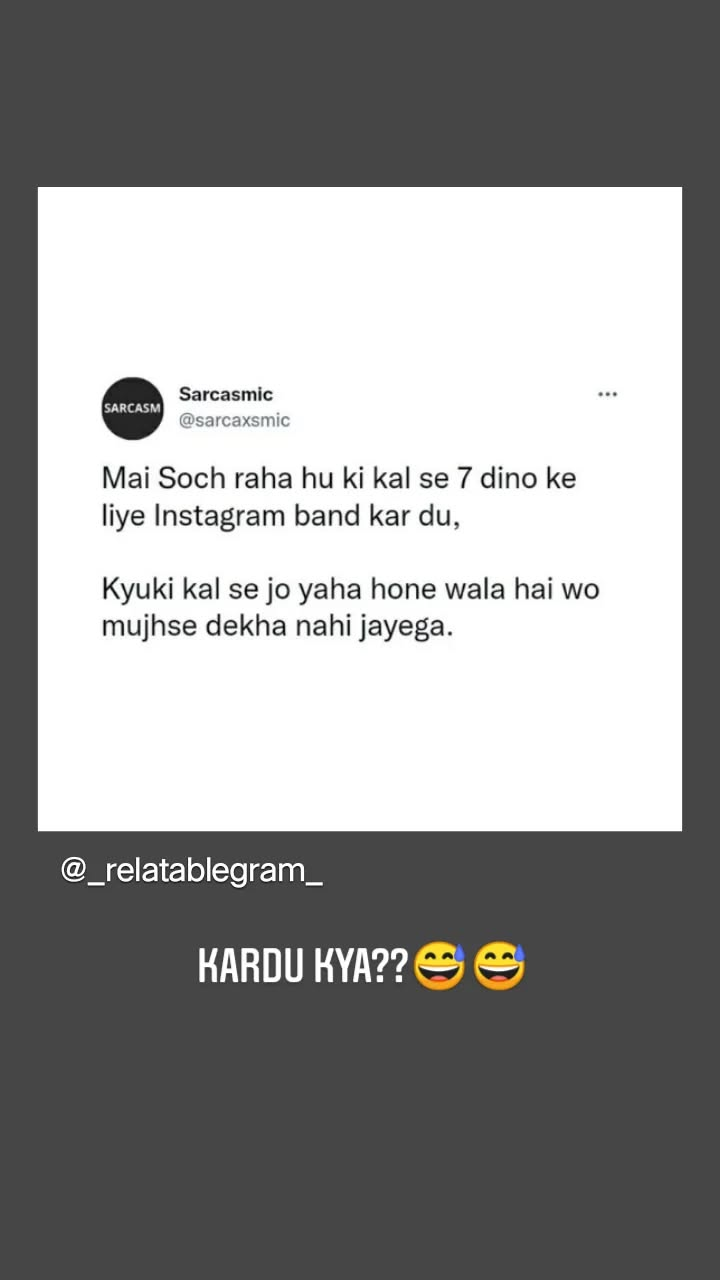 SARCASM
Sarcasmic
@sarcaxsmic
Mai Soch raha hu ki kal se 7 dino ke
liye Instagram band kar du,
Kyuki kal se jo yaha hone wala hai wo
mujhse dekha nahi jayega.
@_relatablegram_
KARDU KYA??😅😅